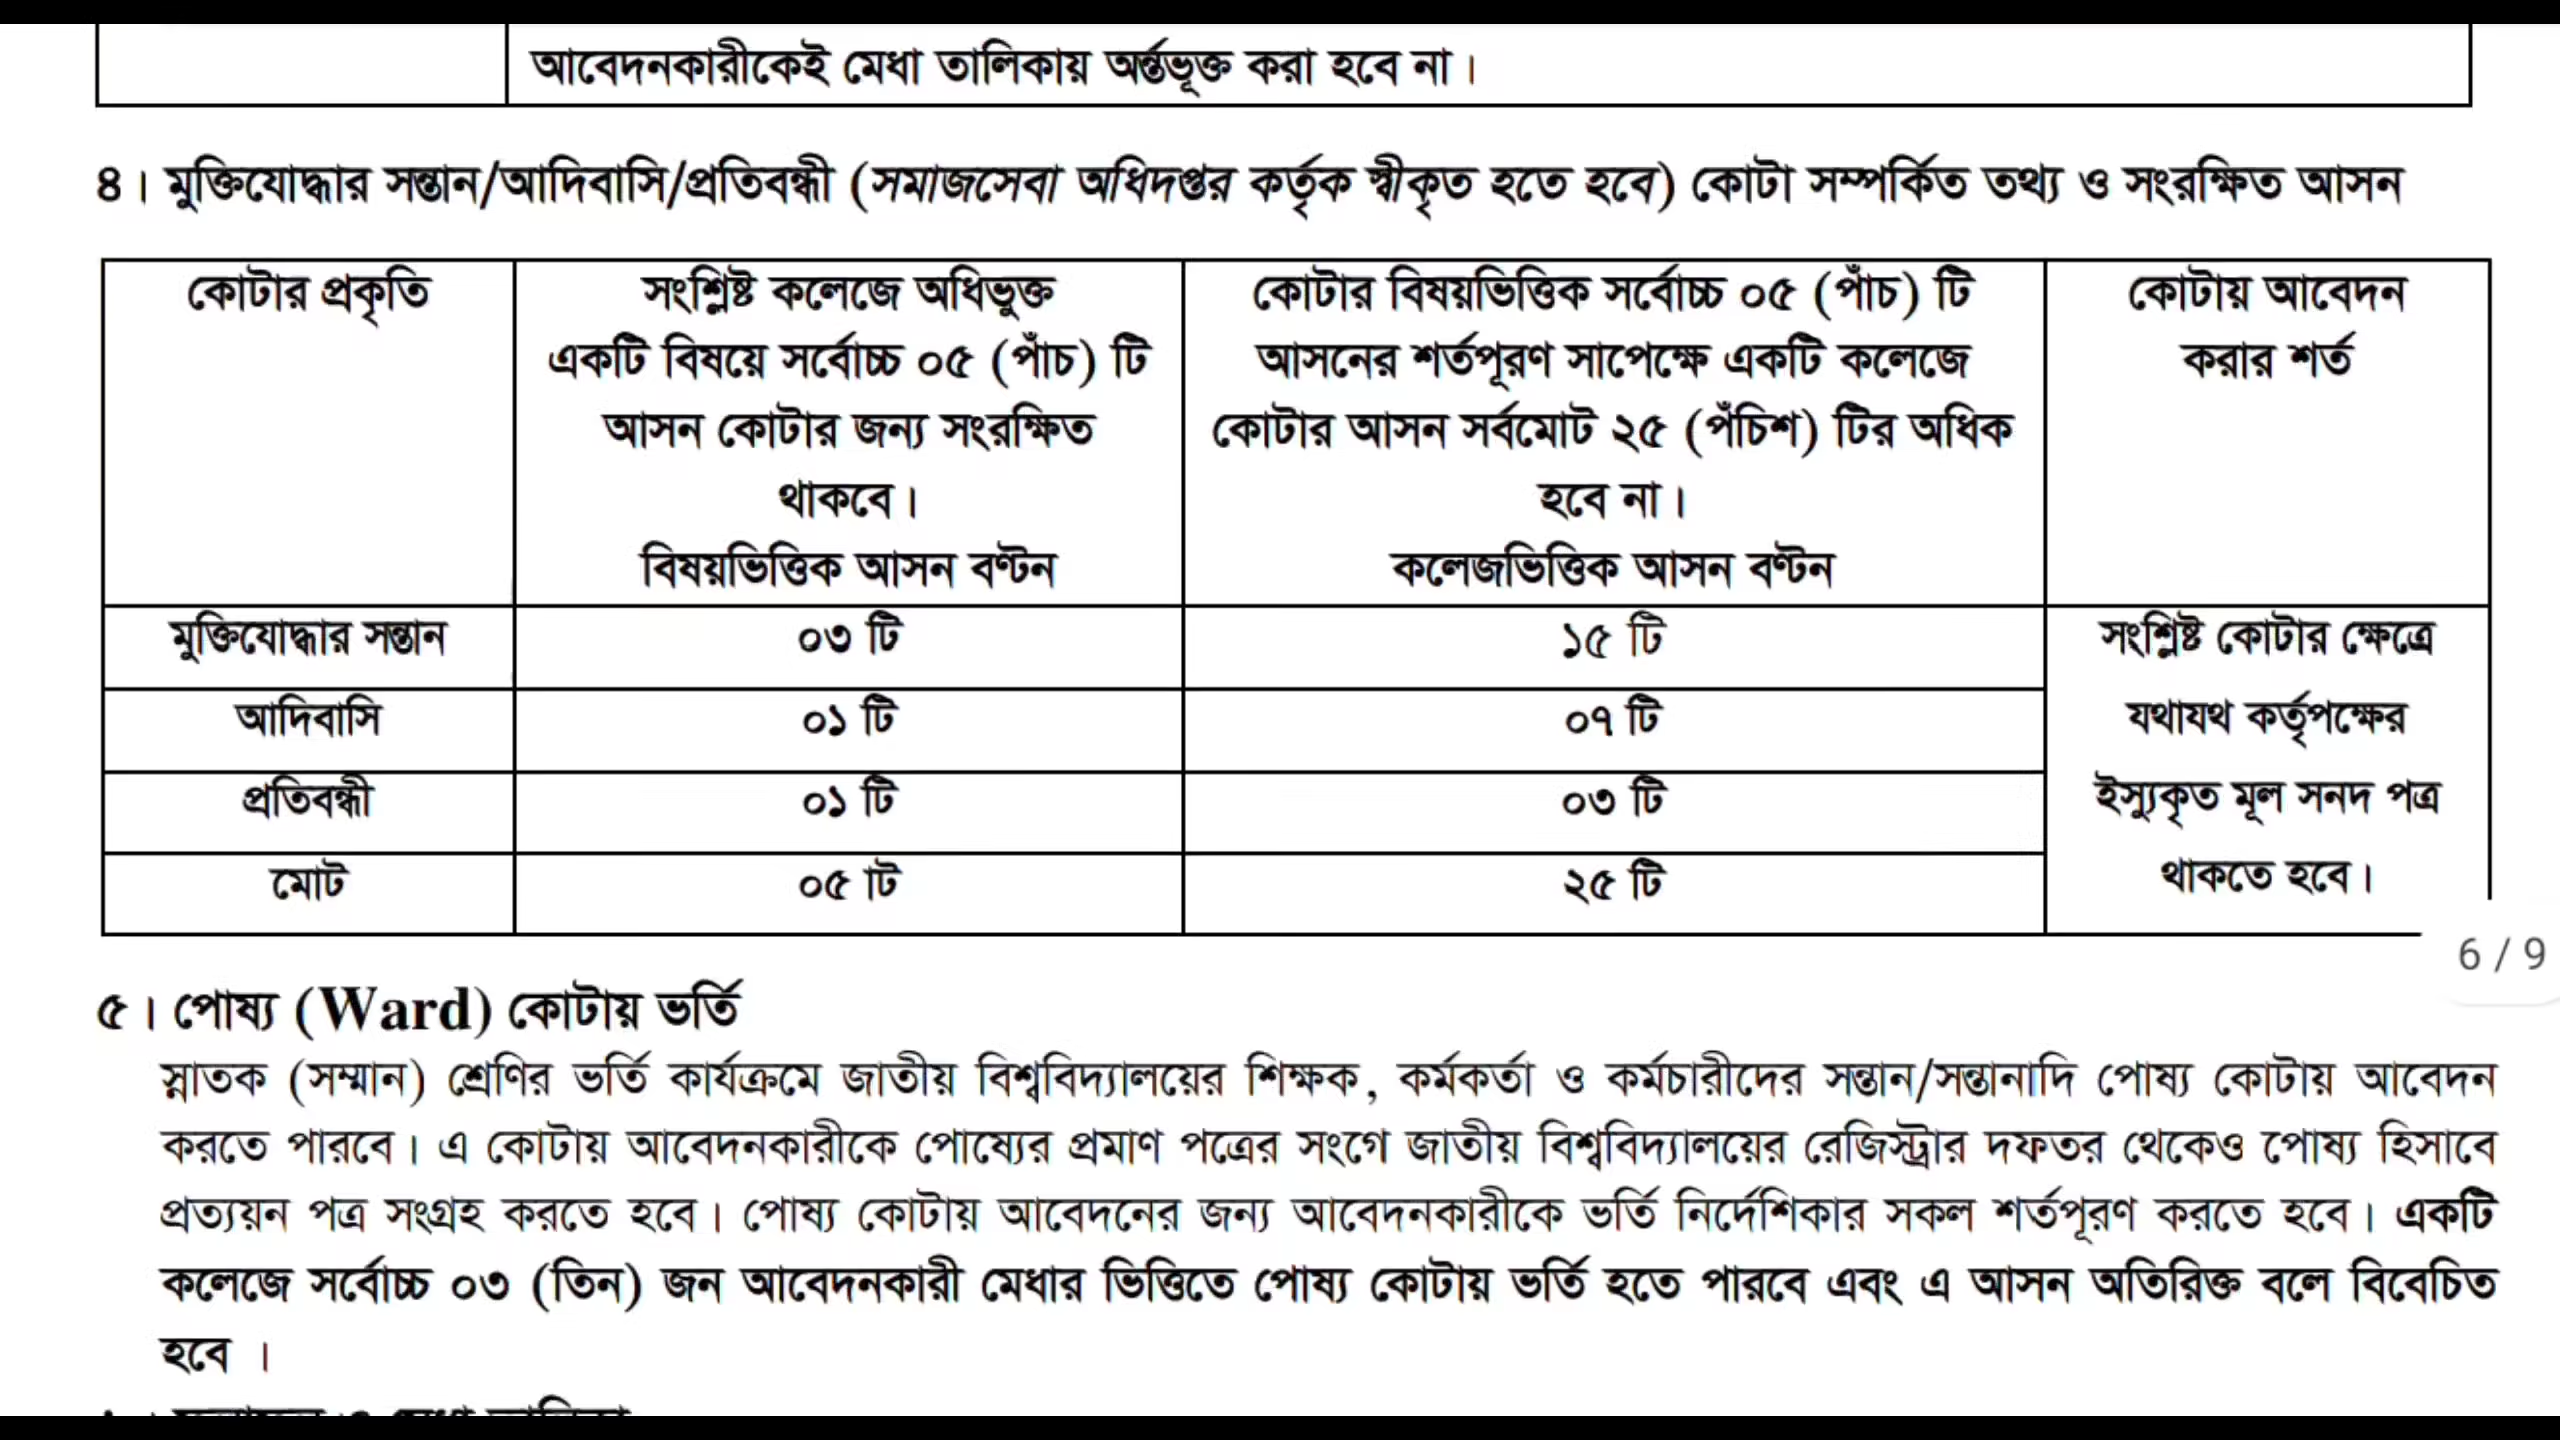 আবেদনকারীকেই মেধা তালিকায় অর্ন্তভূক্ত করা হবে না।
৪। মুক্তিযোদ্ধার সন্তান/আদিবাসি/প্রতিবন্ধী (সমাজসেবা অধিদপ্তর কর্তৃক স্বীকৃত হতে হবে) কোটা সম্পর্কিত তথ্য ও সংরক্ষিত আসন
কোটার প্রকৃতি
সংশ্লিষ্ট কলেজে অধিভুক্ত
একটি বিষয়ে সর্বোচ্চ ০৫ (পাঁচ) টি
আসন কোটার জন্য সংরক্ষিত
থাকবে।
বিষয়ভিত্তিক আসন বণ্টন
কোটার বিষয়ভিত্তিক সর্বোচ্চ ০৫ (পাঁচ) টি
আসনের শর্তপূরণ সাপেক্ষে একটি কলেজে
কোটার আসন সর্বমোট ২৫ (পঁচিশ) টির অধিক
হবে না।
কলেজভিত্তিক আসন বণ্টন
কোটায় আবেদন
করার শর্ত
মুক্তিযোদ্ধার সন্তান ০৩ টি ১৫ টি
আদিবাসি ০১ টি ০৭ টি
প্রতিবন্ধী ০১ টি ০৩ টি
মোট ০৫ টি ২৫ টি
সংশ্লিষ্ট কোটার ক্ষেত্রে
যথাযথ কর্তৃপক্ষের
ইস্যুকৃত মূল সনদ পত্র
থাকতে হবে।
6 / 9
৫। পোষ্য (Ward) কোটায় ভর্তি
স্নাতক (সম্মান) শ্রেণির ভর্তি কার্যক্রমে জাতীয় বিশ্ববিদ্যালয়ের শিক্ষক, কর্মকর্তা ও কর্মচারীদের সন্তান/সন্তানাদি পোষ্য কোটায় আবেদন
করতে পারবে। এ কোটায় আবেদনকারীকে পোষ্যের প্রমাণ পত্রের সংগে জাতীয় বিশ্ববিদ্যালয়ের রেজিস্ট্রার দফতর থেকেও পোষ্য হিসাবে
প্রত্যয়ন পত্র সংগ্রহ করতে হবে। পোষ্য কোটায় আবেদনের জন্য আবেদনকারীকে ভর্তি নির্দেশিকার সকল শর্তপূরণ করতে হবে। একটি
কলেজে সর্বোচ্চ ০৩ (তিন) জন আবেদনকারী মেধার ভিত্তিতে পোষ্য কোটায় ভর্তি হতে পারবে এবং এ আসন অতিরিক্ত বলে বিবেচিত
হবে ।